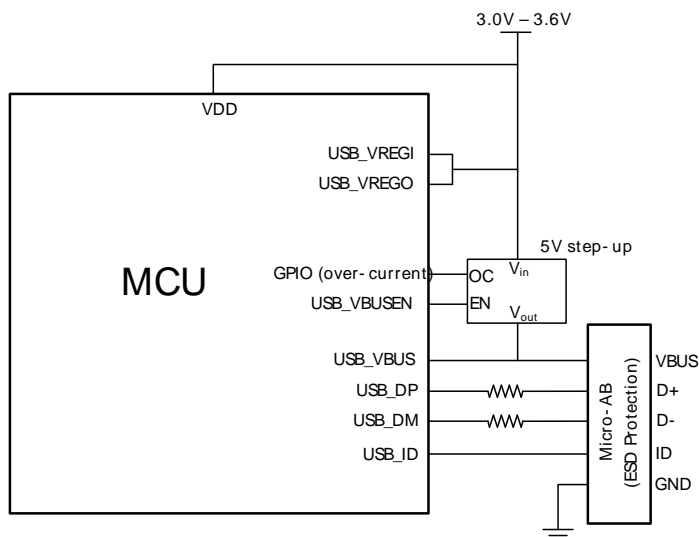 3.0V – 3.6V
VDD
USB_VREGI
USB_VREGO
5V step-up
MCU
GPIO (over-current)
OC
Vin
USB_VBUSEN
EN
Vout
USB_VBUS
VBUS
USB_DP
D+
USB_DM
D-
USB_ID
ID
GND
Micro-AB
(ESD Protection)